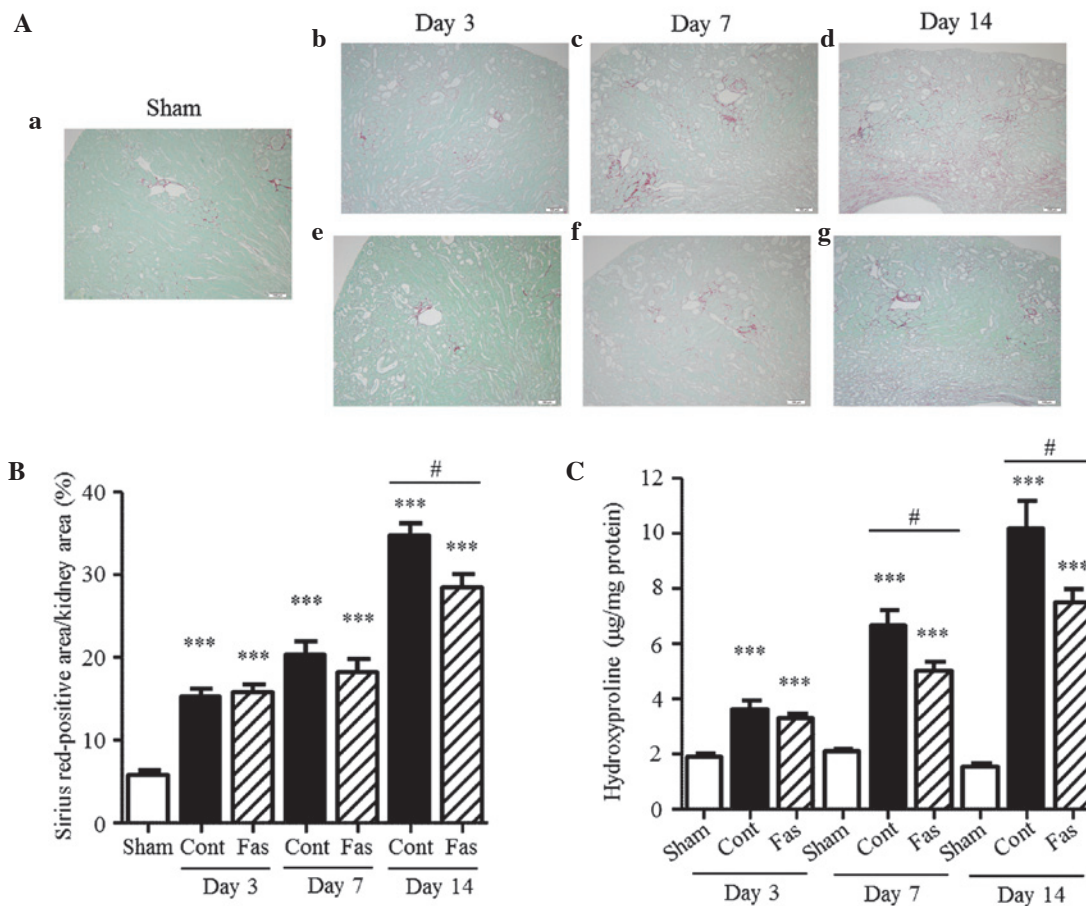 A
Day 3
Day 7
Day 14
b
c
d
Sham
a
e
f
g
B
Sirius red-positive area/kidney area (%)
40
30
20
10
0
***
***
***
***
***
***
#
Sham
Cont
Fas
Cont
Fas
Cont
Fas
Day 3
Day 7
Day 14
C
Hydroxyproline (µg/mg protein)
12
10
8
6
4
2
0
***
***
***
***
#
***
***
#
Sham
Cont
Fas
Sham
Cont
Fas
Sham
Cont
Fas
Day 3
Day 7
Day 14